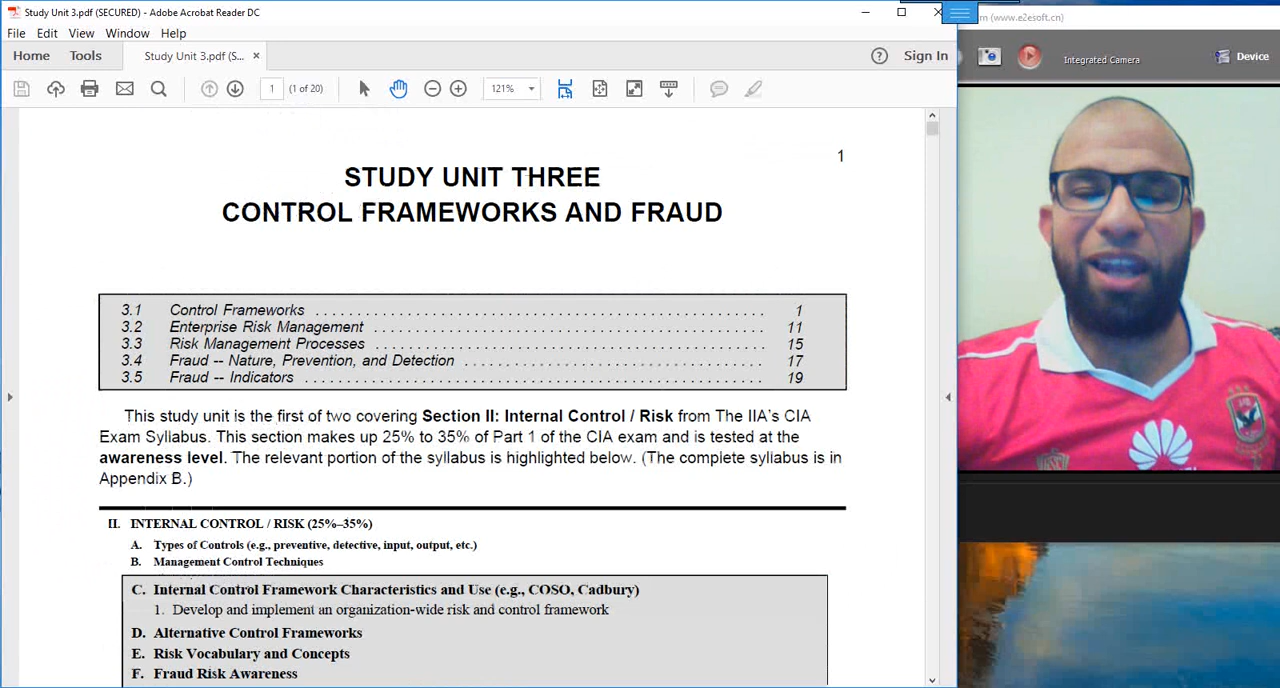 Study Unit 3.pdf (SECURED) - Adobe Acrobat Reader DC
m (www.e2esoft.cn)
File Edit View Window Help
Home Tools Study Unit 3.pdf (S... × Sign In
Integrated Camera
Device
1 (1 of 20) 121%
1
STUDY UNIT THREE
CONTROL FRAMEWORKS AND FRAUD
3.1 Control Frameworks . . . . . . . . . . . . . . . . . . . . . . . . . . . . . . . . . . . . . . . . . . . . . . 1
3.2 Enterprise Risk Management . . . . . . . . . . . . . . . . . . . . . . . . . . . . . . . . . . . . . . . 11
3.3 Risk Management Processes . . . . . . . . . . . . . . . . . . . . . . . . . . . . . . . . . . . . . . . 15
3.4 Fraud -- Nature, Prevention, and Detection . . . . . . . . . . . . . . . . . . . . . . . . . . . . . . 17
3.5 Fraud -- Indicators . . . . . . . . . . . . . . . . . . . . . . . . . . . . . . . . . . . . . . . . . . . . . . 19
This study unit is the first of two covering Section II: Internal Control / Risk from The IIA's CIA
Exam Syllabus. This section makes up 25% to 35% of Part 1 of the CIA exam and is tested at the
awareness level. The relevant portion of the syllabus is highlighted below. (The complete syllabus is in
Appendix B.)
II. INTERNAL CONTROL / RISK (25%–35%)
A. Types of Controls (e.g., preventive, detective, input, output, etc.)
B. Management Control Techniques
C. Internal Control Framework Characteristics and Use (e.g., COSO, Cadbury)
1. Develop and implement an organization-wide risk and control framework
D. Alternative Control Frameworks
E. Risk Vocabulary and Concepts
F. Fraud Risk Awareness